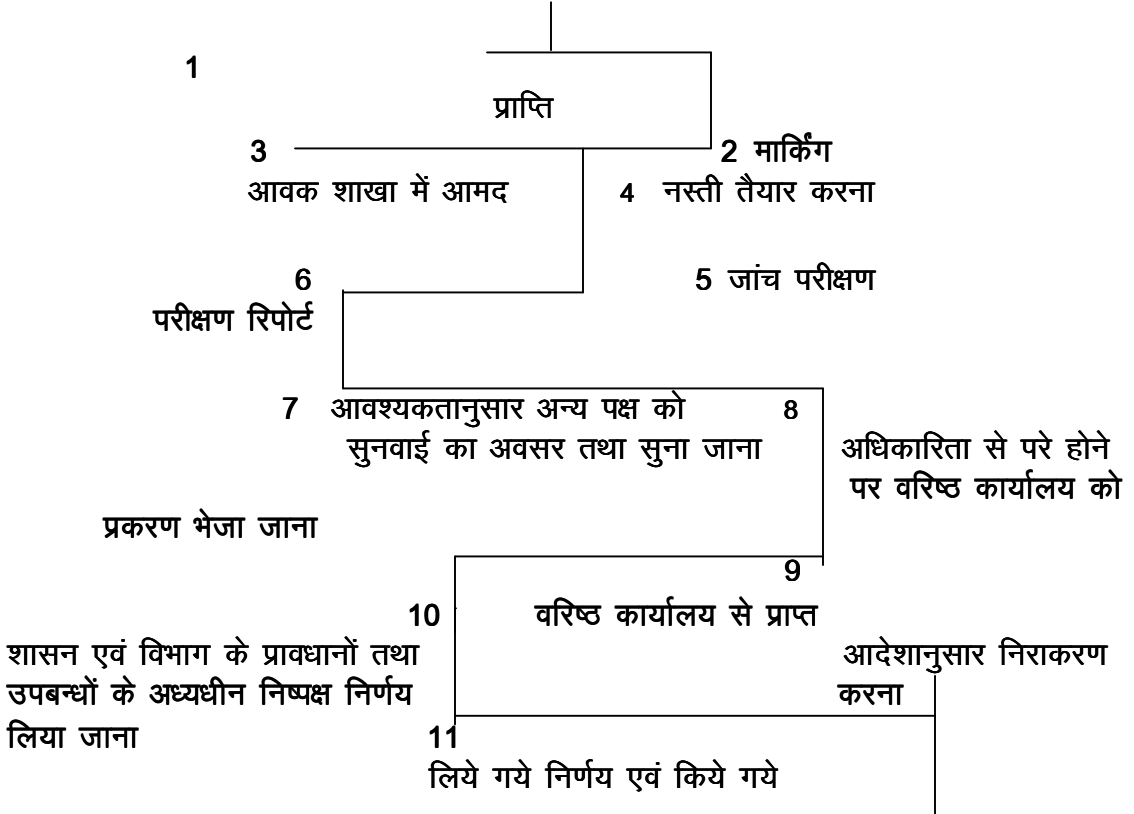 1
प्राप्ति
3
2 मार्किंग
आवक शाखा में आमद
4 नस्ती तैयार करना
6
5 जांच परीक्षण
परीक्षण रिपोर्ट
7 आवश्यकतानुसार अन्य पक्ष को
8
सुनवाई का अवसर तथा सुना जाना
अधिकारिता से परे होने
पर वरिष्ठ कार्यालय को
प्रकरण भेजा जाना
9
10
वरिष्ठ कार्यालय से प्राप्त
शासन एवं विभाग के प्रावधानों तथा
आदेशानुसार निराकरण
उपबन्धों के अध्यधीन निष्पक्ष निर्णय
करना
लिया जाना
11
लिये गये निर्णय एवं किये गये